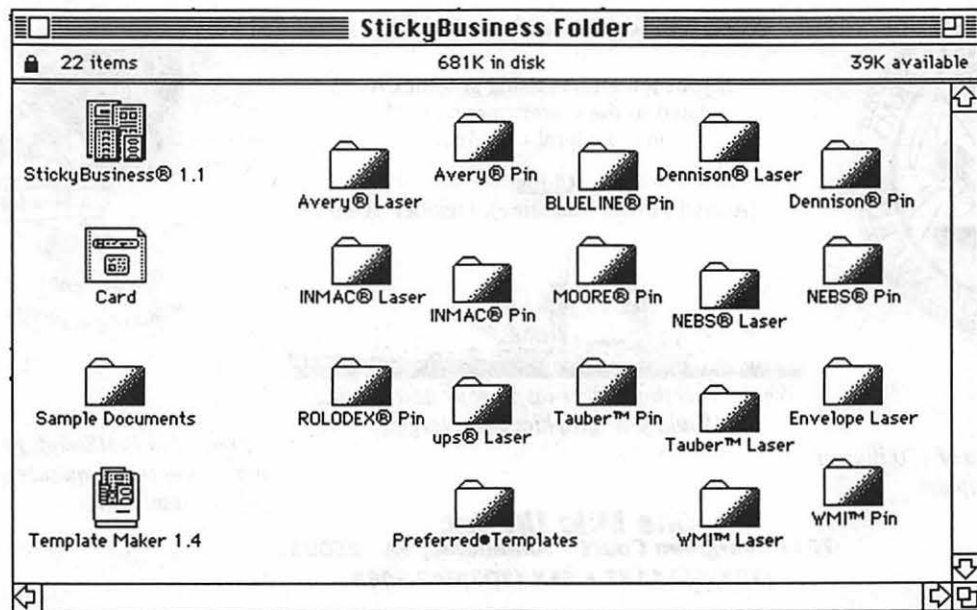 StickyBusiness Folder
22 items 681K in disk 39K available
StickyBusiness® 1.1
Avery® Laser
Avery® Pin
BLUELINE® Pin
Dennison® Laser
Dennison® Pin
Card
INMAC® Laser
INMAC® Pin
MOORE® Pin
NEBS® Laser
NEBS® Pin
Sample Documents
ROLODEX® Pin
ups® Laser
Tauber™ Pin
Tauber™ Laser
Envelope Laser
Template Maker 1.4
Preferred•Templates
WMI™ Laser
WMI™ Pin